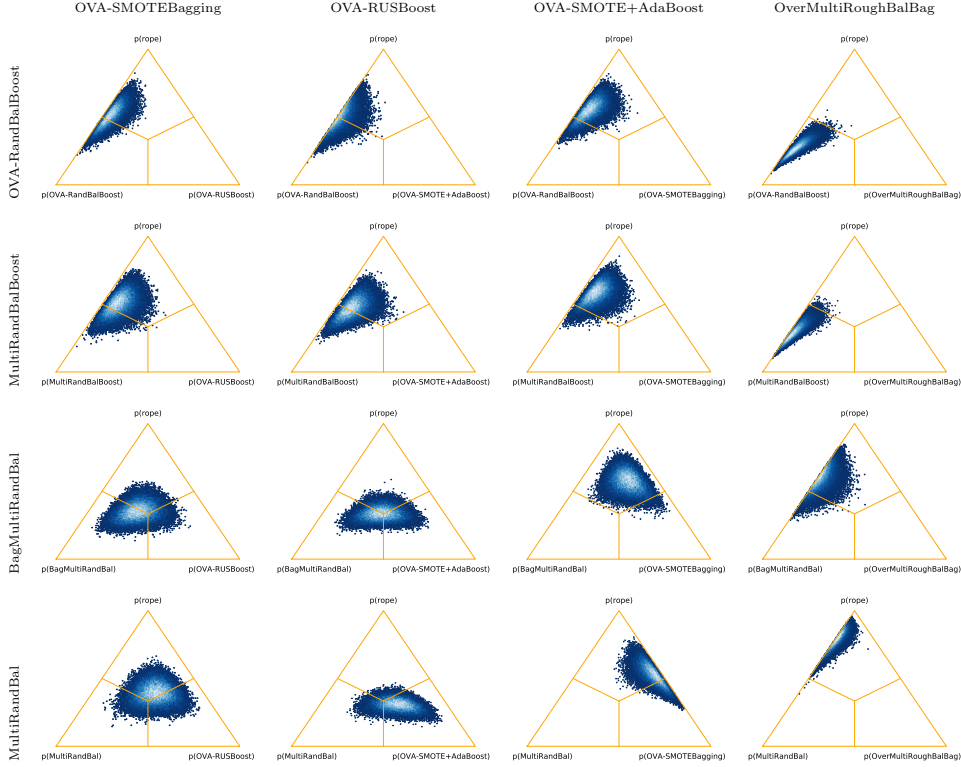 OVA-SMOTEBagging OVA-RUSBoost OVA-SMOTE+AdaBoost OverMultiRoughBalBag
OVA-RandBalBoost
p(rope) p(rope) p(rope) p(rope)
p(OVA-RandBalBoost) p(OVA-RUSBoost) p(OVA-RandBalBoost) p(OVA-SMOTE+AdaBoost) p(OVA-RandBalBoost) p(OVA-SMOTEBagging) p(OVA-RandBalBoost) p(OverMultiRoughBalBag)
MultiRandBalBoost
p(rope) p(rope) p(rope) p(rope)
p(MultiRandBalBoost) p(OVA-RUSBoost) p(MultiRandBalBoost) p(OVA-SMOTE+AdaBoost) p(MultiRandBalBoost) p(OVA-SMOTEBagging) p(MultiRandBalBoost) p(OverMultiRoughBalBag)
BagMultiRandBal
p(rope) p(rope) p(rope) p(rope)
p(BagMultiRandBal) p(OVA-RUSBoost) p(BagMultiRandBal) p(OVA-SMOTE+AdaBoost) p(BagMultiRandBal) p(OVA-SMOTEBagging) p(BagMultiRandBal) p(OverMultiRoughBalBag)
MultiRandBal
p(rope) p(rope) p(rope) p(rope)
p(MultiRandBal) p(OVA-RUSBoost) p(MultiRandBal) p(OVA-SMOTE+AdaBoost) p(MultiRandBal) p(OVA-SMOTEBagging) p(MultiRandBal) p(OverMultiRoughBalBag)